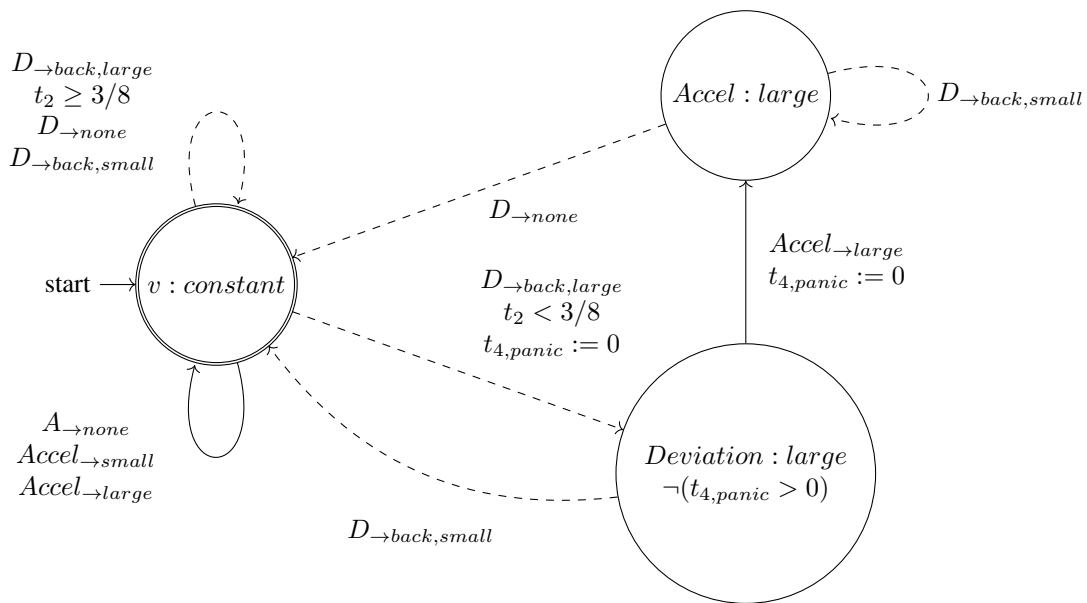 D→back,large
t₂ ≥ 3/8
D→none
D→back,small
Accel : large
D→back,small
D→none
Accel→large
t₄,panic := 0
start
v : constant
D→back,large
t₂ < 3/8
t₄,panic := 0
A→none
Accel→small
Accel→large
Deviation : large
¬(t₄,panic > 0)
D→back,small